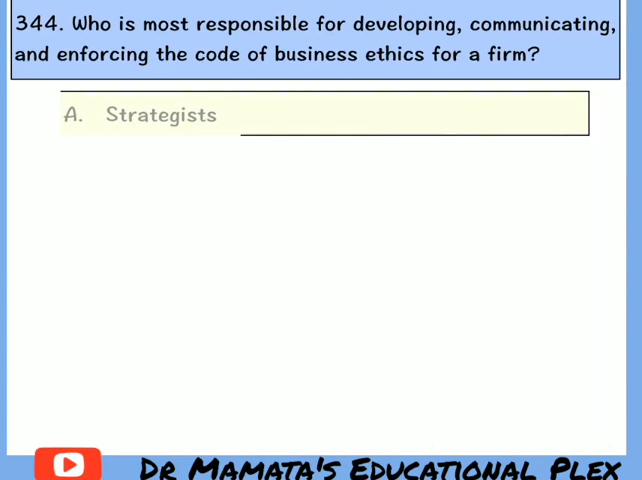 344. Who is most responsible for developing, communicating,
and enforcing the code of business ethics for a firm?
A. Strategists
Dr Mamata's Educational Plex